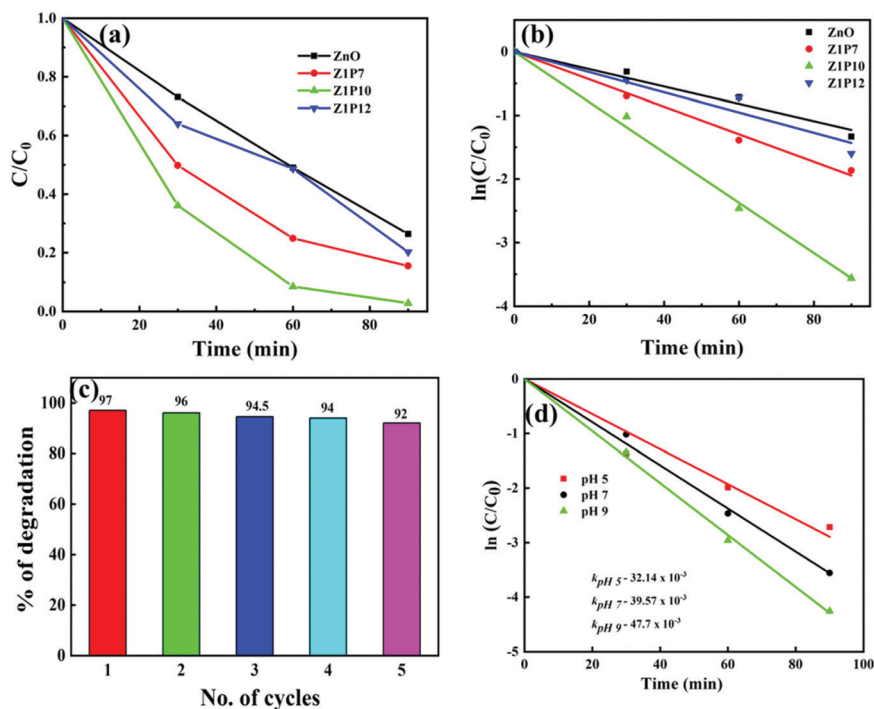 (a)
ZnO
Z1P7
Z1P10
Z1P12
C/C0
1.0
0.8
0.6
0.4
0.2
0.0
0 20 40 60 80
Time (min)
(b)
ZnO
Z1P7
Z1P10
Z1P12
ln(C/C0)
0
-1
-2
-3
-4
0 20 40 60 80
Time (min)
(c)
% of degradation
100
80
60
40
20
0
97 96 94.5 94 92
1 2 3 4 5
No. of cycles
(d)
ln (C/C0)
0
-1
-2
-3
-4
-5
pH 5
pH 7
pH 9
kpH 5 - 32.14 x 10-3
kpH 7 - 39.57 x 10-3
kpH 9 - 47.7 x 10-3
0 20 40 60 80 100
Time (min)